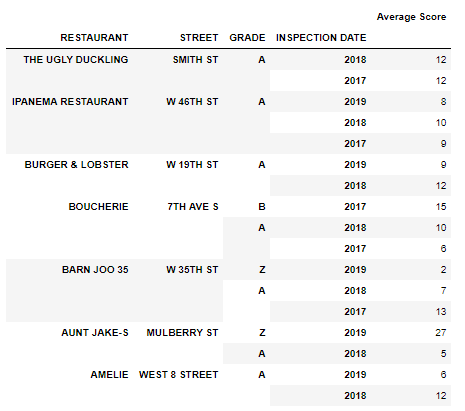 Average Score
RESTAURANT STREET GRADE INSPECTION DATE
THE UGLY DUCKLING SMITH ST A 2018 12
2017 12
IPANEMA RESTAURANT W 46TH ST A 2019 8
2018 10
2017 9
BURGER & LOBSTER W 19TH ST A 2019 9
2018 12
BOUCHERIE 7TH AVE S B 2017 15
A 2018 10
2017 6
BARN JOO 35 W 35TH ST Z 2019 2
A 2018 7
2017 13
AUNT JAKE-S MULBERRY ST Z 2019 27
A 2018 5
AMELIE WEST 8 STREET A 2019 6
2018 12